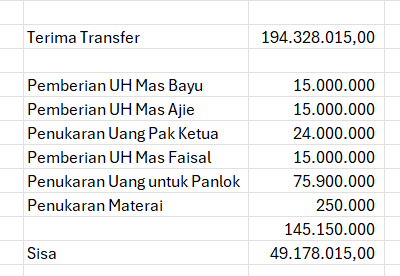 Terima Transfer 194.328.015,00
Pemberian UH Mas Bayu 15.000.000
Pemberian UH Mas Ajie 15.000.000
Penukaran Uang Pak Ketua 24.000.000
Pemberian UH Mas Faisal 15.000.000
Penukaran Uang untuk Panlok 75.900.000
Penukaran Materai 250.000
145.150.000
Sisa 49.178.015,00